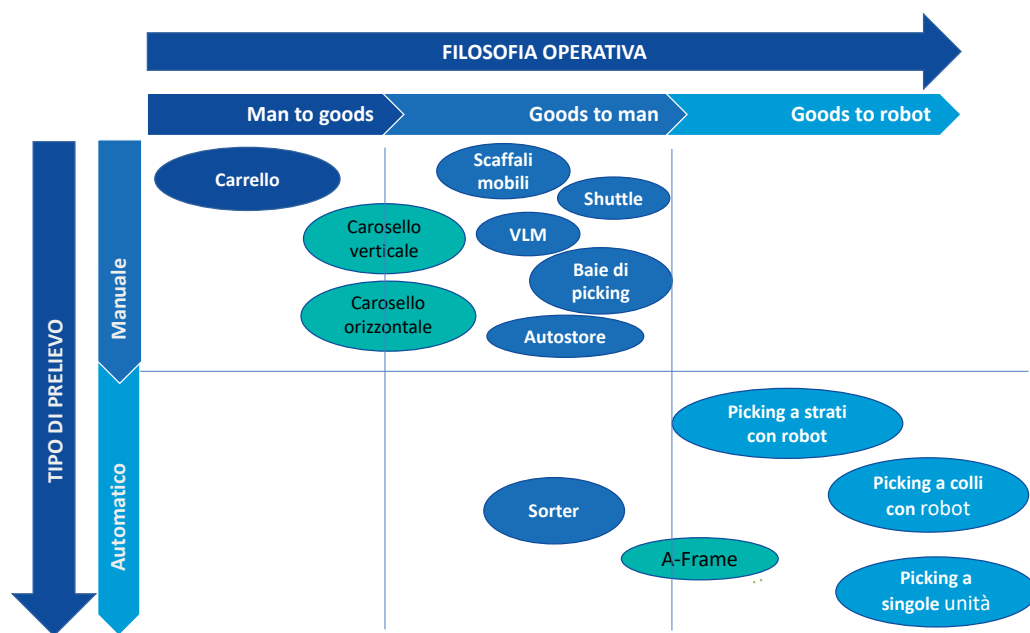 FILOSOFIA OPERATIVA
Man to goods
Goods to man
Goods to robot
TIPO DI PRELIEVO
Manuale
Automatico
Carrello
Scaffali
mobili
Shuttle
Carosello
verticale
VLM
Baie di
picking
Carosello
orizzontale
Autostore
Picking a strati
con robot
Picking a colli
con robot
Sorter
A-Frame
Picking a
singole unità